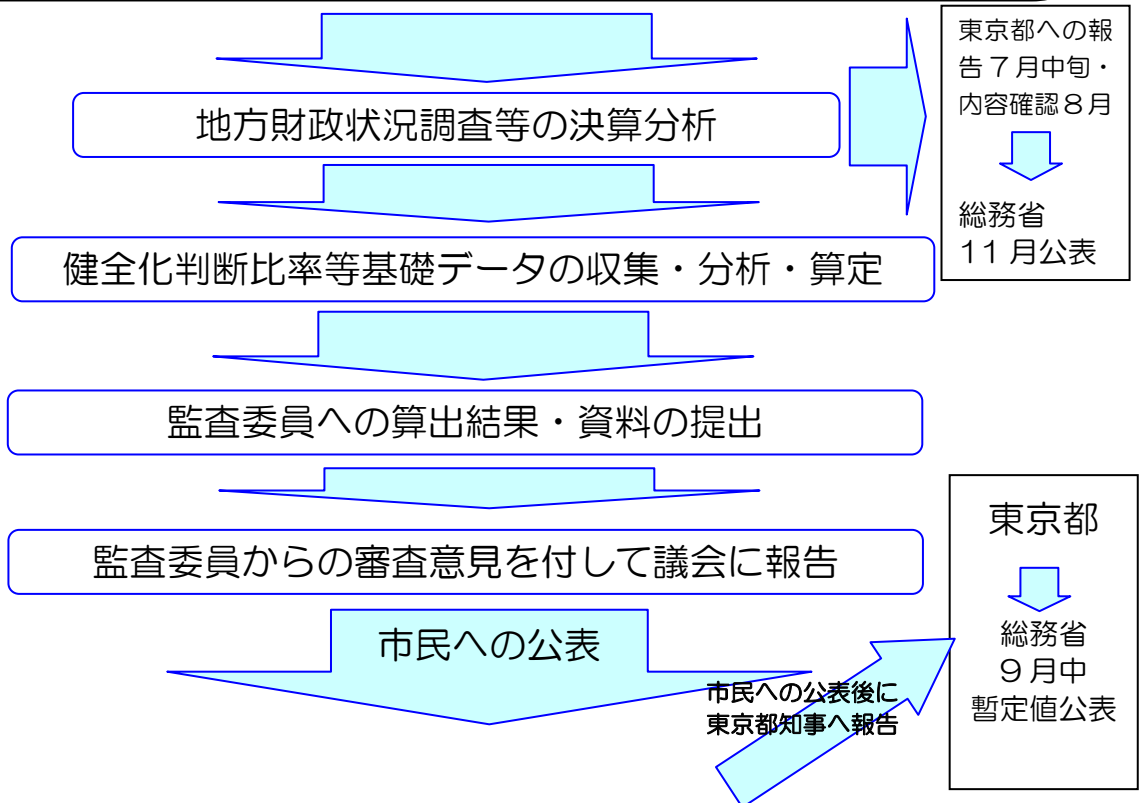 東京都への報
告７月中旬・
内容確認８月
総務省
11 月公表
地方財政状況調査等の決算分析
健全化判断比率等基礎データの収集・分析・算定
監査委員への算出結果・資料の提出
監査委員からの審査意見を付して議会に報告
市民への公表
市民への公表後に
東京都知事へ報告
東京都
総務省
９月中
暫定値公表